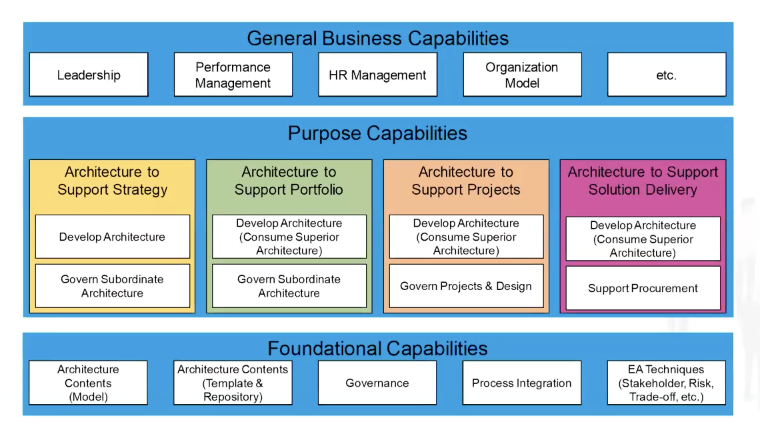 General Business Capabilities
Leadership
Performance
Management
HR Management
Organization
Model
etc.
Purpose Capabilities
Architecture to
Support Strategy
Develop Architecture
Govern Subordinate
Architecture
Architecture to
Support Portfolio
Develop Architecture
(Consume Superior
Architecture)
Govern Subordinate
Architecture
Architecture to
Support Projects
Develop Architecture
(Consume Superior
Architecture)
Govern Projects & Design
Architecture to Support
Solution Delivery
Develop Architecture
(Consume Superior
Architecture)
Support Procurement
Foundational Capabilities
Architecture
Contents
(Model)
Architecture Contents
(Template &
Repository)
Governance
Process Integration
EA Techniques
(Stakeholder, Risk,
Trade-off, etc.)